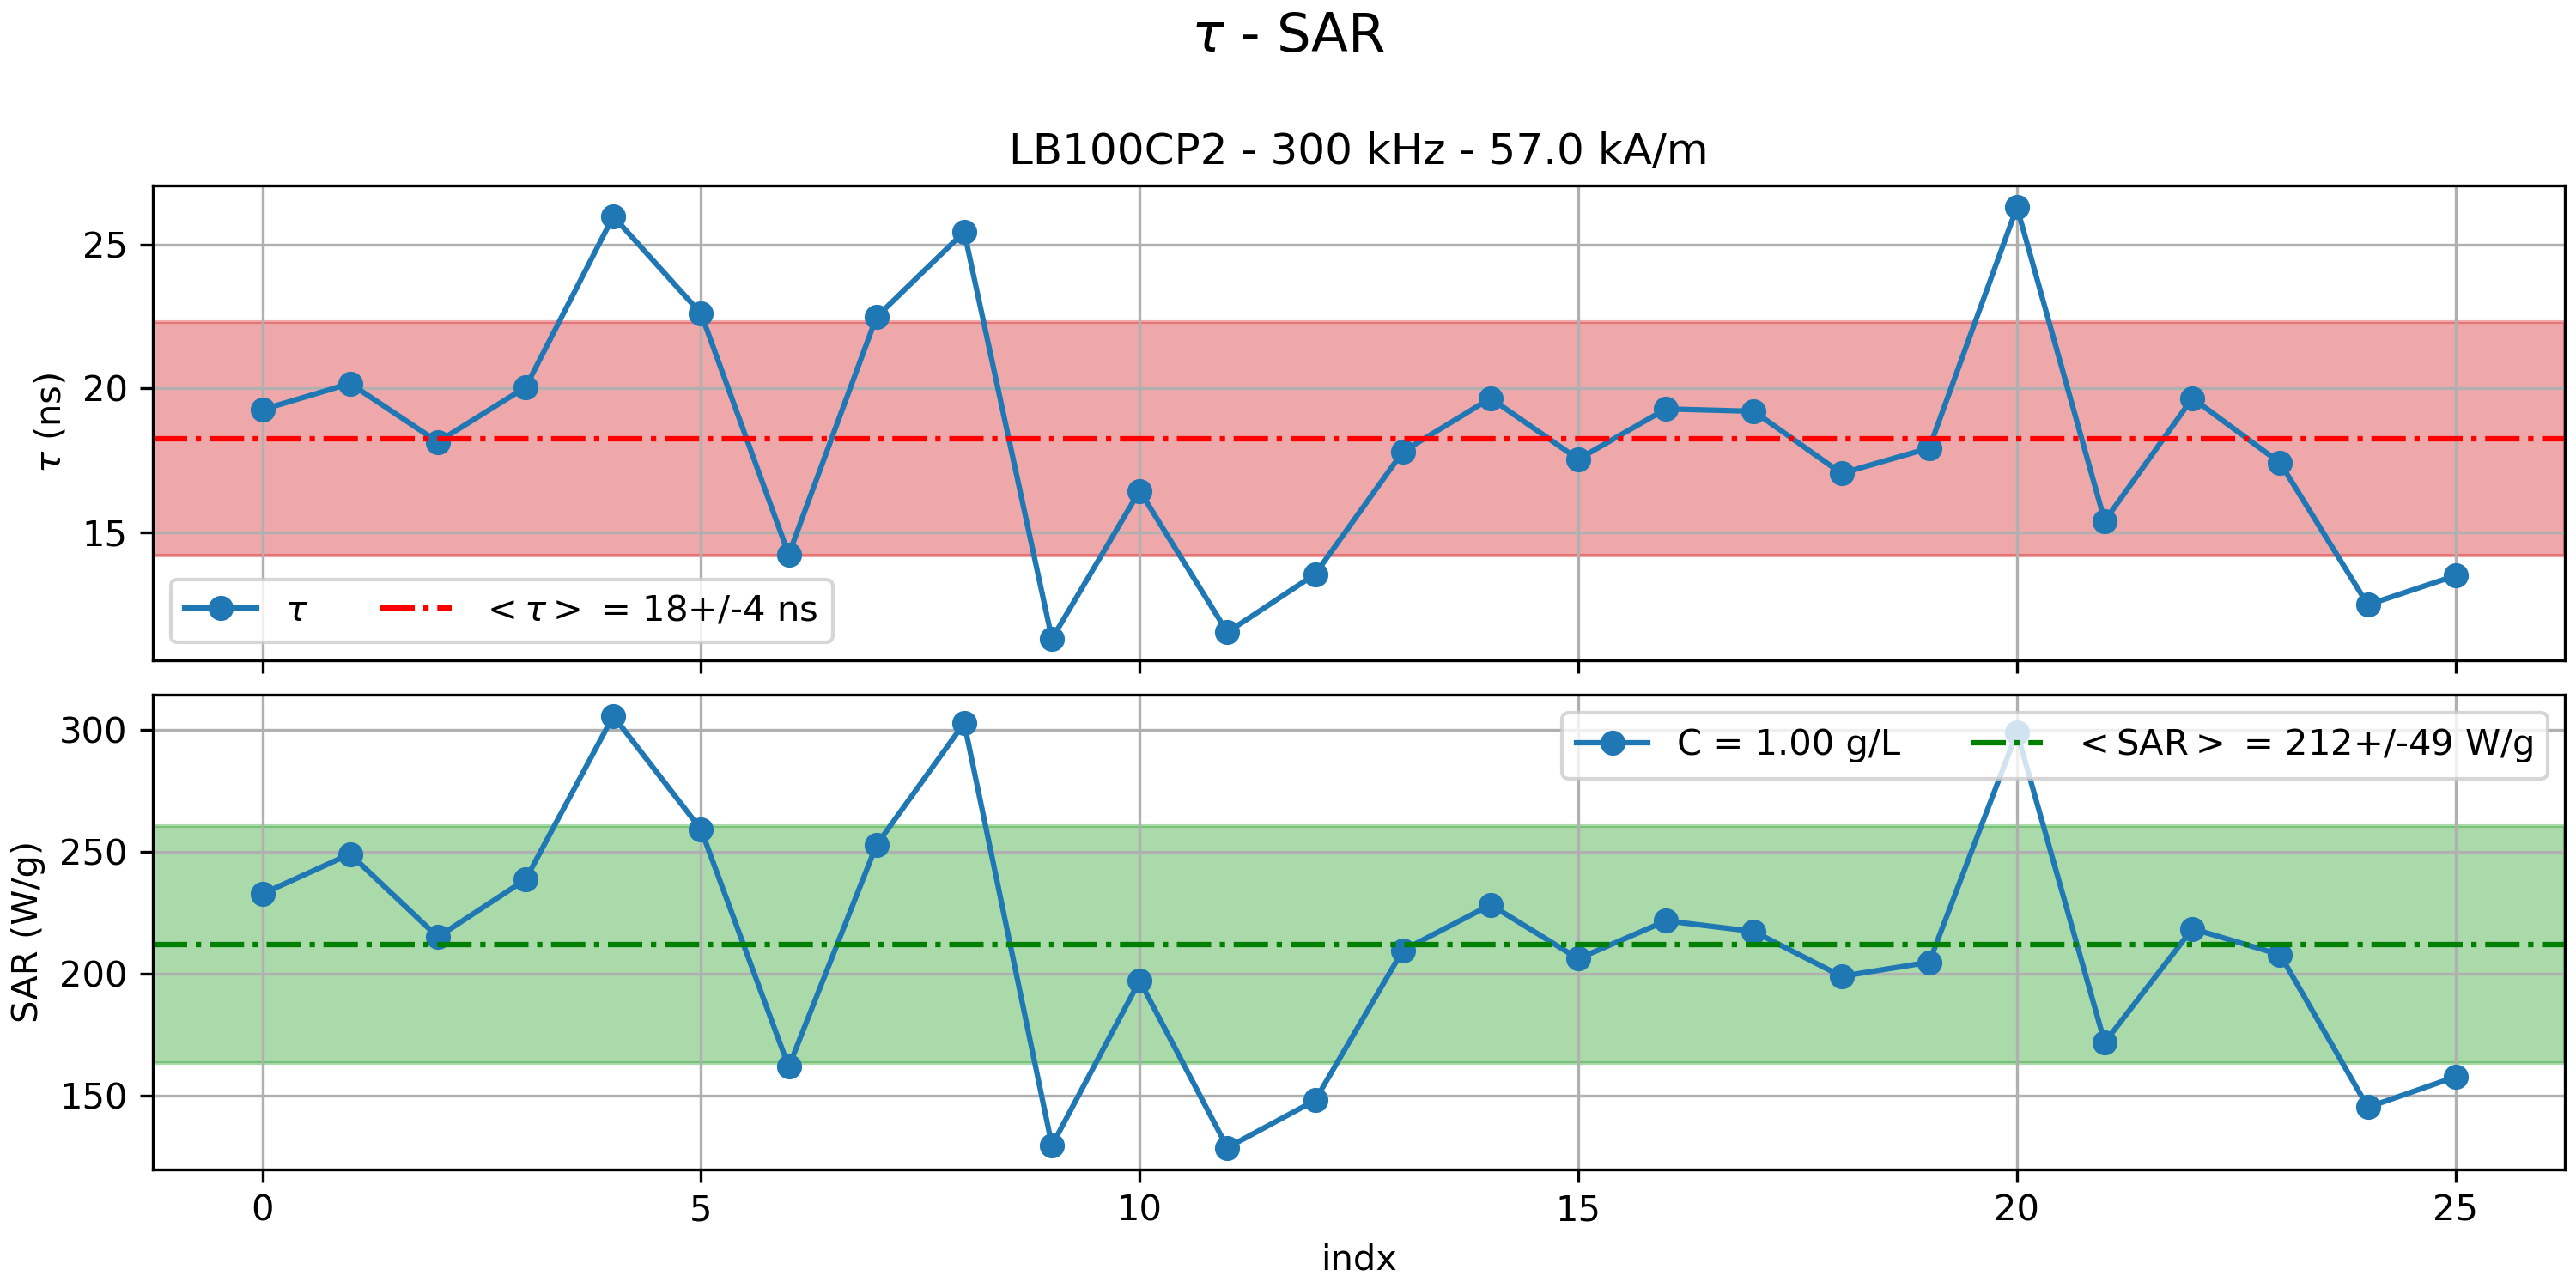 τ - SAR
LB100CP2 - 300 kHz - 57.0 kA/m
25
20
15
τ (ns)
τ <τ> = 18+/-4 ns
300
250
200
150
SAR (W/g)
C = 1.00 g/L <SAR> = 212+/-49 W/g
0 5 10 15 20 25
indx